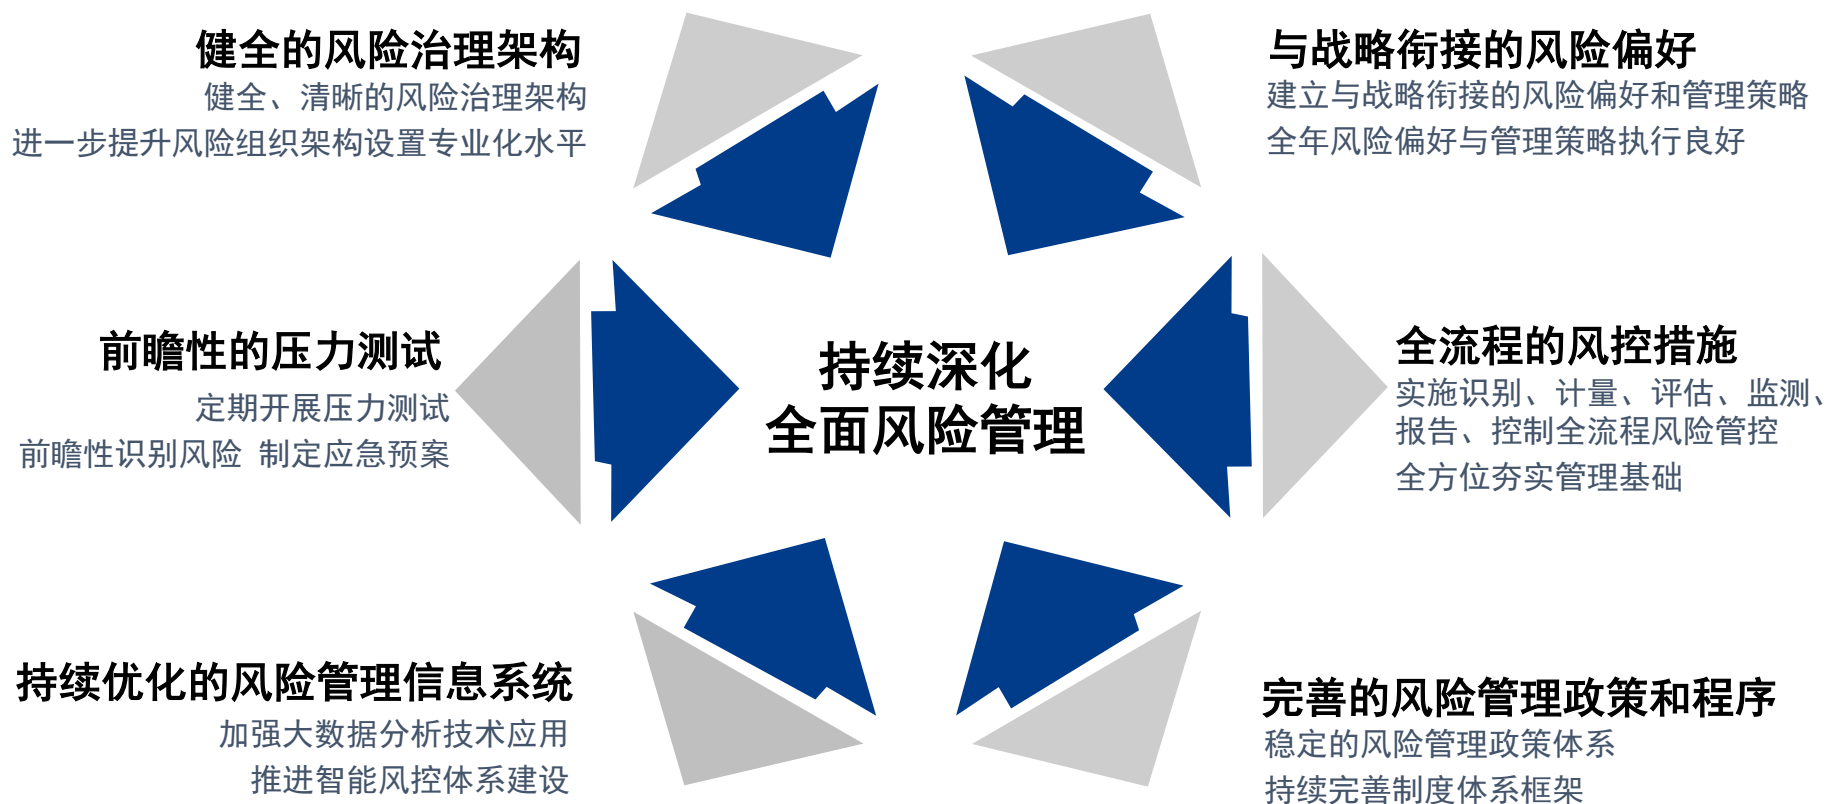 健全的风险治理架构
健全、清晰的风险治理架构
进一步提升风险组织架构设置专业化水平
与战略衔接的风险偏好
建立与战略衔接的风险偏好和管理策略
全年风险偏好与管理策略执行良好
前瞻性的压力测试
定期开展压力测试
前瞻性识别风险 制定应急预案
持续深化
全面风险管理
全流程的风控措施
实施识别、计量、评估、监测、
报告、控制全流程风险管控
全方位夯实管理基础
持续优化的风险管理信息系统
加强大数据分析技术应用
推进智能风控体系建设
完善的风险管理政策和程序
稳定的风险管理政策体系
持续完善制度体系框架